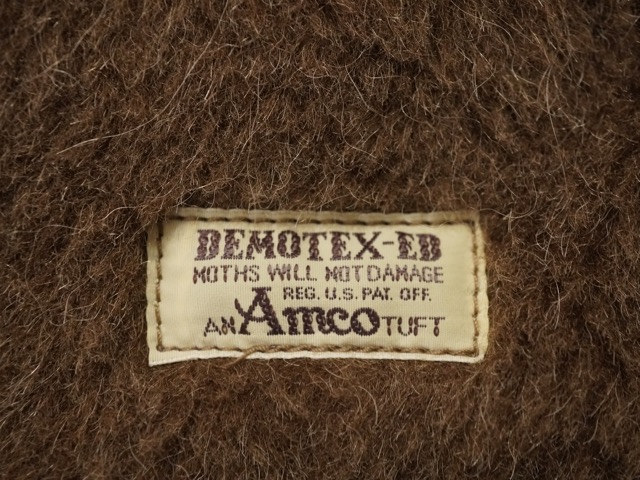 DEMOTEX-ED
MOTHS WILL NOT DAMAGE
REG. U.S. PAT. OFF.
AN Amco TUFT